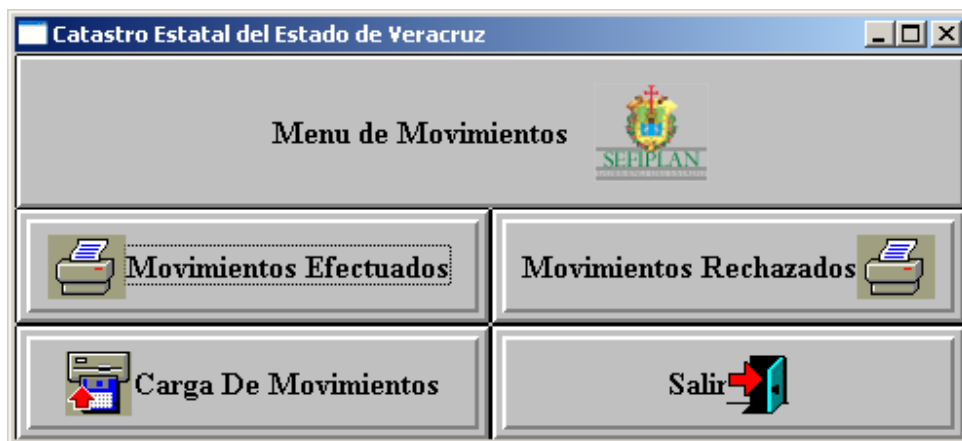 Catastro Estatal del Estado de Veracruz
Menu de Movimientos
SEFIPLAN
Movimientos Efectuados
Movimientos Rechazados
Carga De Movimientos
Salir